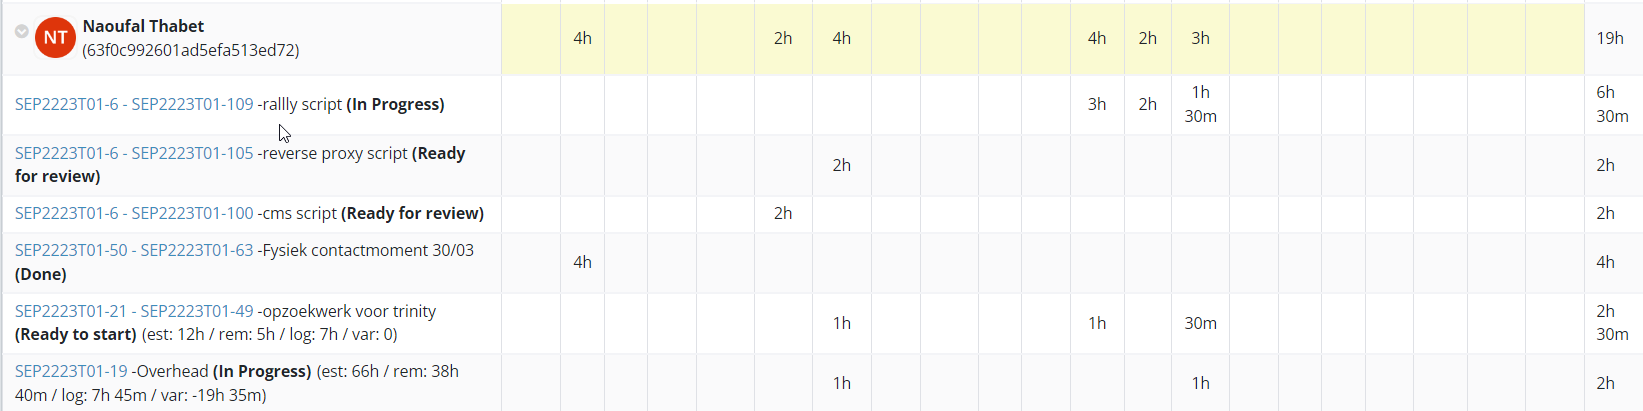 NT Naoufal Thabet
(63f0c992601ad5efa513ed72) 4h 2h 4h 4h 2h 3h 19h
SEP2223T01-6 - SEP2223T01-109 -rallly script (In Progress) 3h 2h 1h 30m 6h 30m
SEP2223T01-6 - SEP2223T01-105 -reverse proxy script (Ready
for review) 2h 2h
SEP2223T01-6 - SEP2223T01-100 -cms script (Ready for review) 2h 2h
SEP2223T01-50 - SEP2223T01-63 -Fysiek contactmoment 30/03
(Done) 4h 4h
SEP2223T01-21 - SEP2223T01-49 -opzoekwerk voor trinity
(Ready to start) (est: 12h / rem: 5h / log: 7h / var: 0) 1h 1h 30m 2h 30m
SEP2223T01-19 -Overhead (In Progress) (est: 66h / rem: 38h
40m / log: 7h 45m / var: -19h 35m) 1h 1h 2h